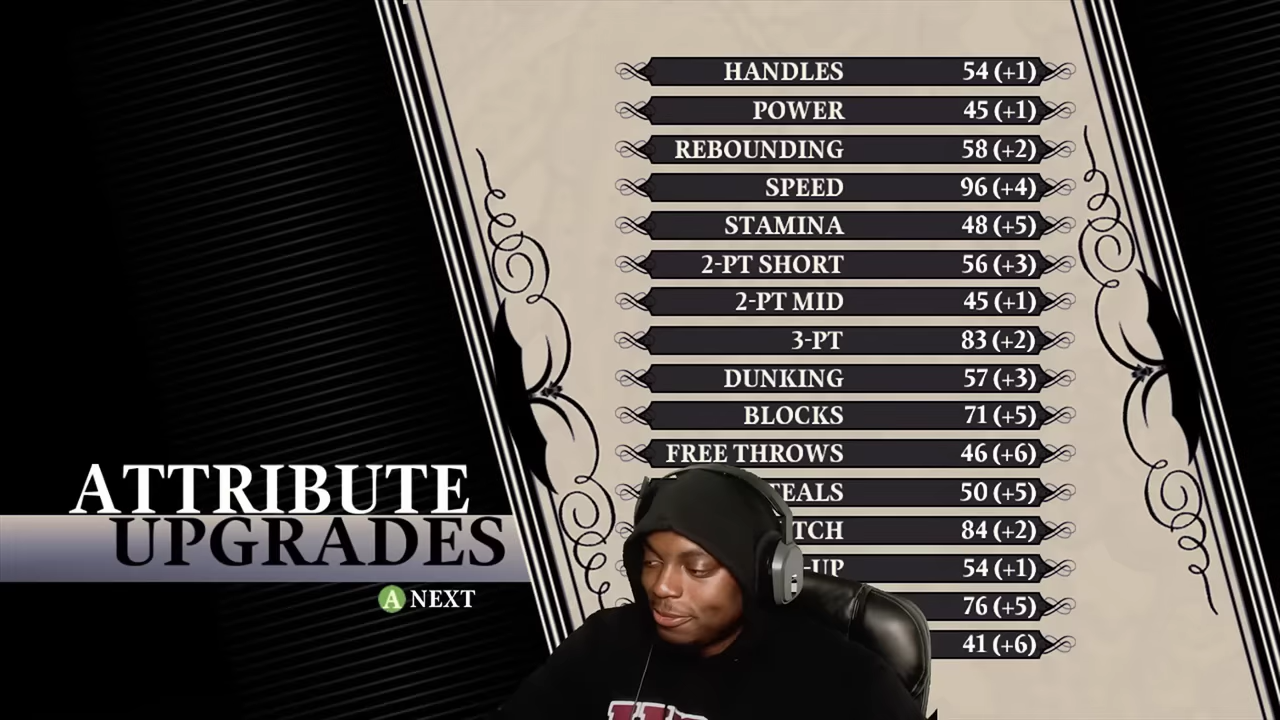 HANDLES 54 (+1)
POWER 45 (+1)
REBOUNDING 58 (+2)
SPEED 96 (+4)
STAMINA 48 (+5)
2-PT SHORT 56 (+3)
2-PT MID 45 (+1)
3-PT 83 (+2)
DUNKING 57 (+3)
BLOCKS 71 (+5)
FREE THROWS 46 (+6)
TEALS 50 (+5)
TCH 84 (+2)
-UP 54 (+1)
76 (+5)
41 (+6)
ATTRIBUTE
UPGRADES
A NEXT